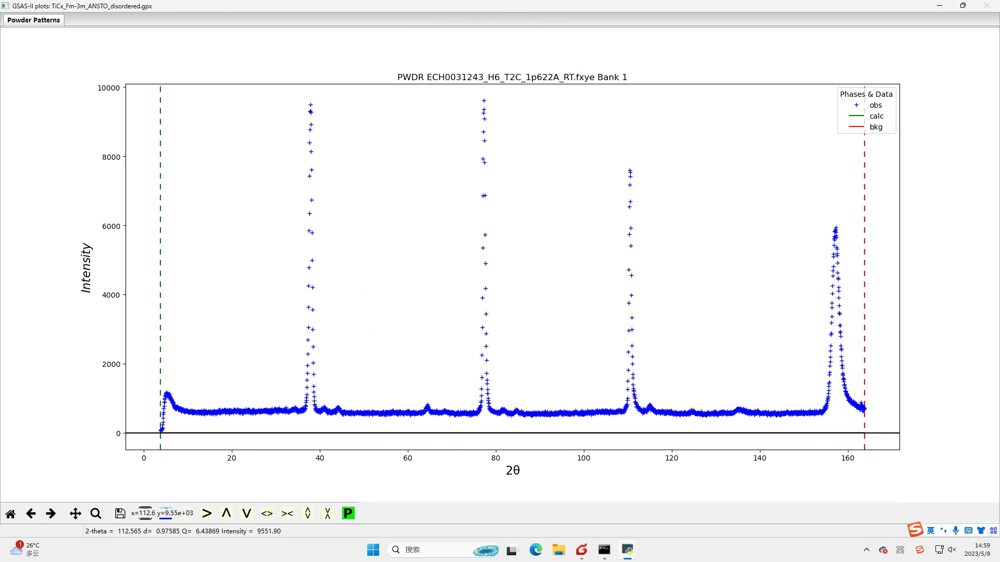 GSAS-II plots: TiCx_Fm-3m_ANSTO_disordered.gpx
Powder Patterns
PWDR ECH0031243_H6_T2C_1p622A_RT.fxye Bank 1
Phases & Data
obs
calc
bkg
10000
8000
6000
4000
2000
0
Intensity
0 20 40 60 80 100 120 140 160
2θ
x=112.6 y=9.55e+03
P
2-theta = 112.565 d= 0.97585 Q= 6.43869 Intensity = 9551.90
英
1
26°C
多云
搜索
英
14:59
2023/5/9